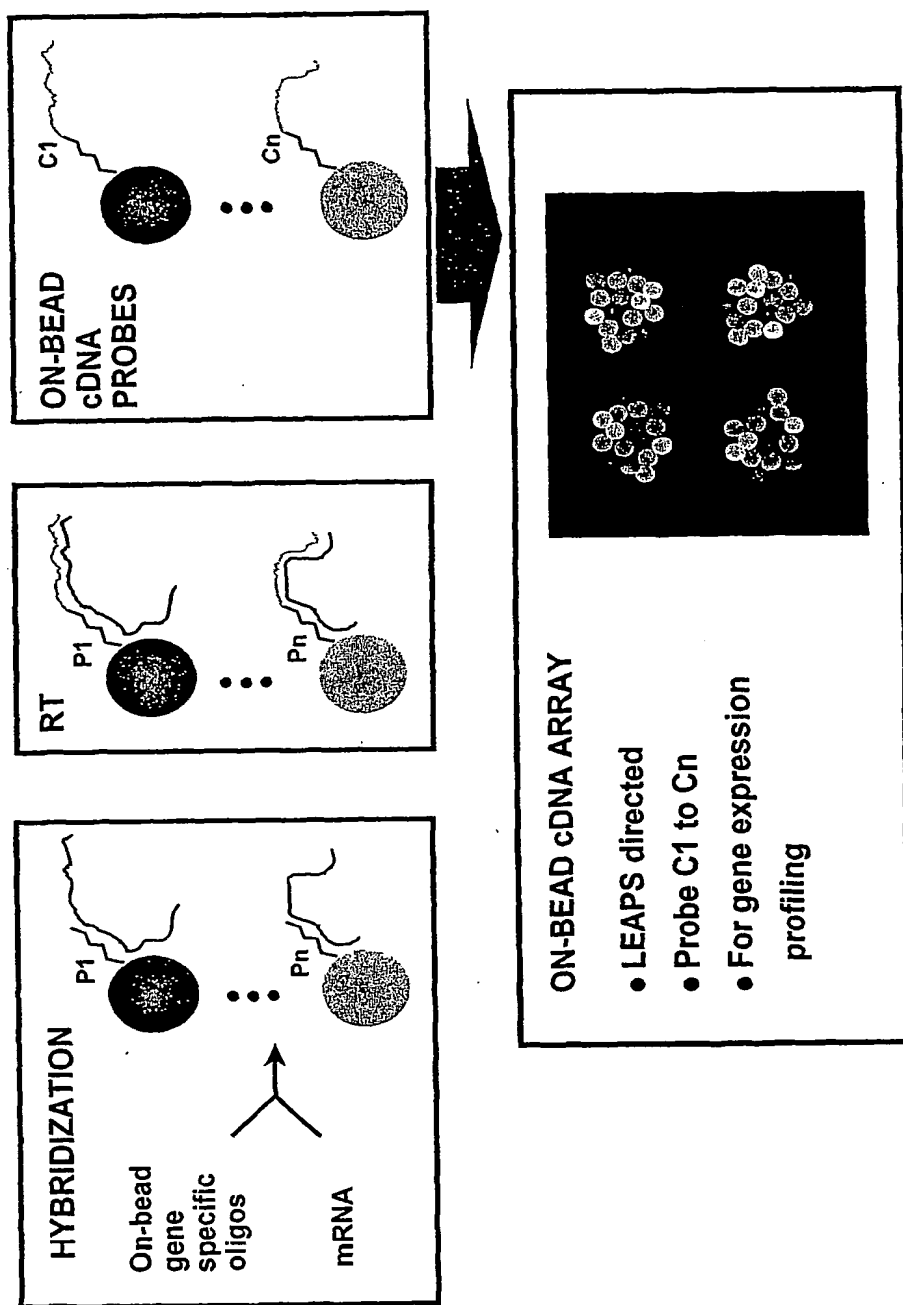 HYBRIDIZATION
On-bead
gene
specific
oligos
mRNA
P1
Pn
RT
P1
Pn
ON-BEAD
cDNA
PROBES
C1
Cn
ON-BEAD cDNA ARRAY
● LEAPS directed
● Probe C1 to Cn
● For gene expression
profiling